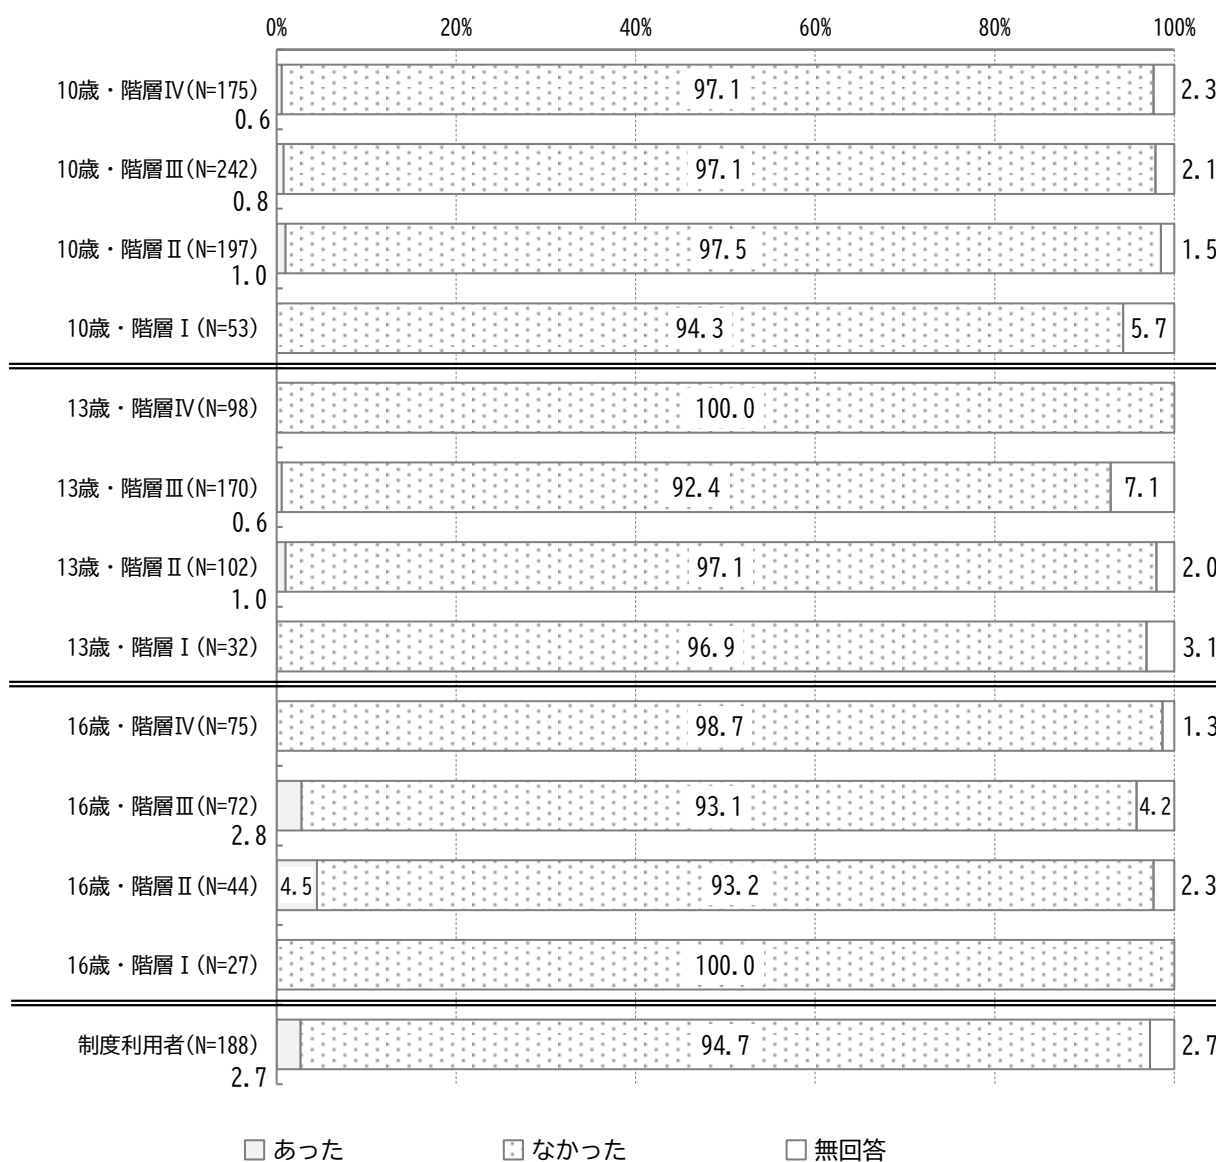 0% 20% 40% 60% 80% 100%
10歳・階層Ⅳ(N=175) 97.1 2.3
0.6
10歳・階層Ⅲ(N=242) 97.1 2.1
0.8
10歳・階層Ⅱ(N=197) 97.5 1.5
1.0
10歳・階層Ⅰ(N=53) 94.3 5.7
13歳・階層Ⅳ(N=98) 100.0
13歳・階層Ⅲ(N=170) 92.4 7.1
0.6
13歳・階層Ⅱ(N=102) 97.1 2.0
1.0
13歳・階層Ⅰ(N=32) 96.9 3.1
16歳・階層Ⅳ(N=75) 98.7 1.3
16歳・階層Ⅲ(N=72) 93.1 4.2
2.8
16歳・階層Ⅱ(N=44) 4.5 93.2 2.3
16歳・階層Ⅰ(N=27) 100.0
制度利用者(N=188) 94.7 2.7
2.7
あった なかった 無回答